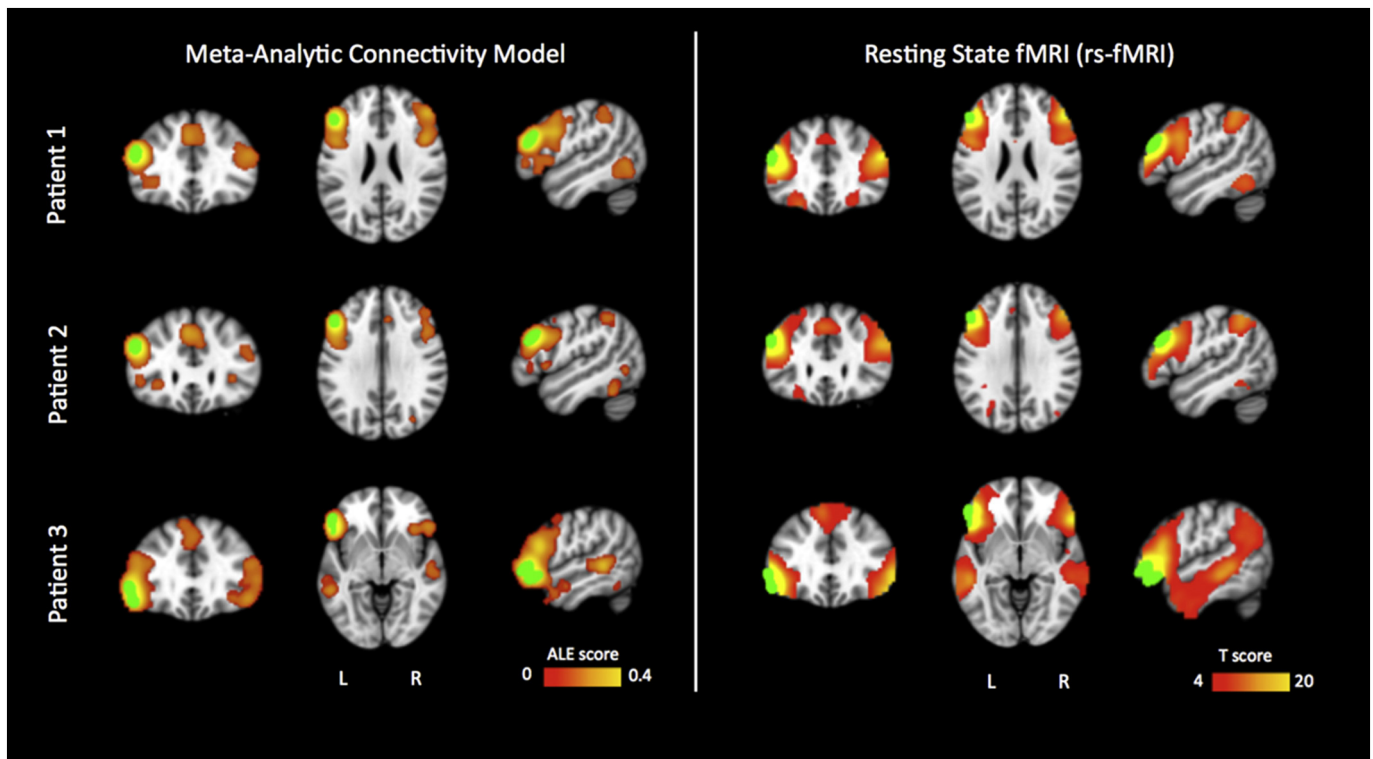 Meta-Analytic Connectivity Model
Resting State fMRI (rs-fMRI)
Patient 1
Patient 2
Patient 3
ALE score
0 0.4
L R
T score
4 20
L R